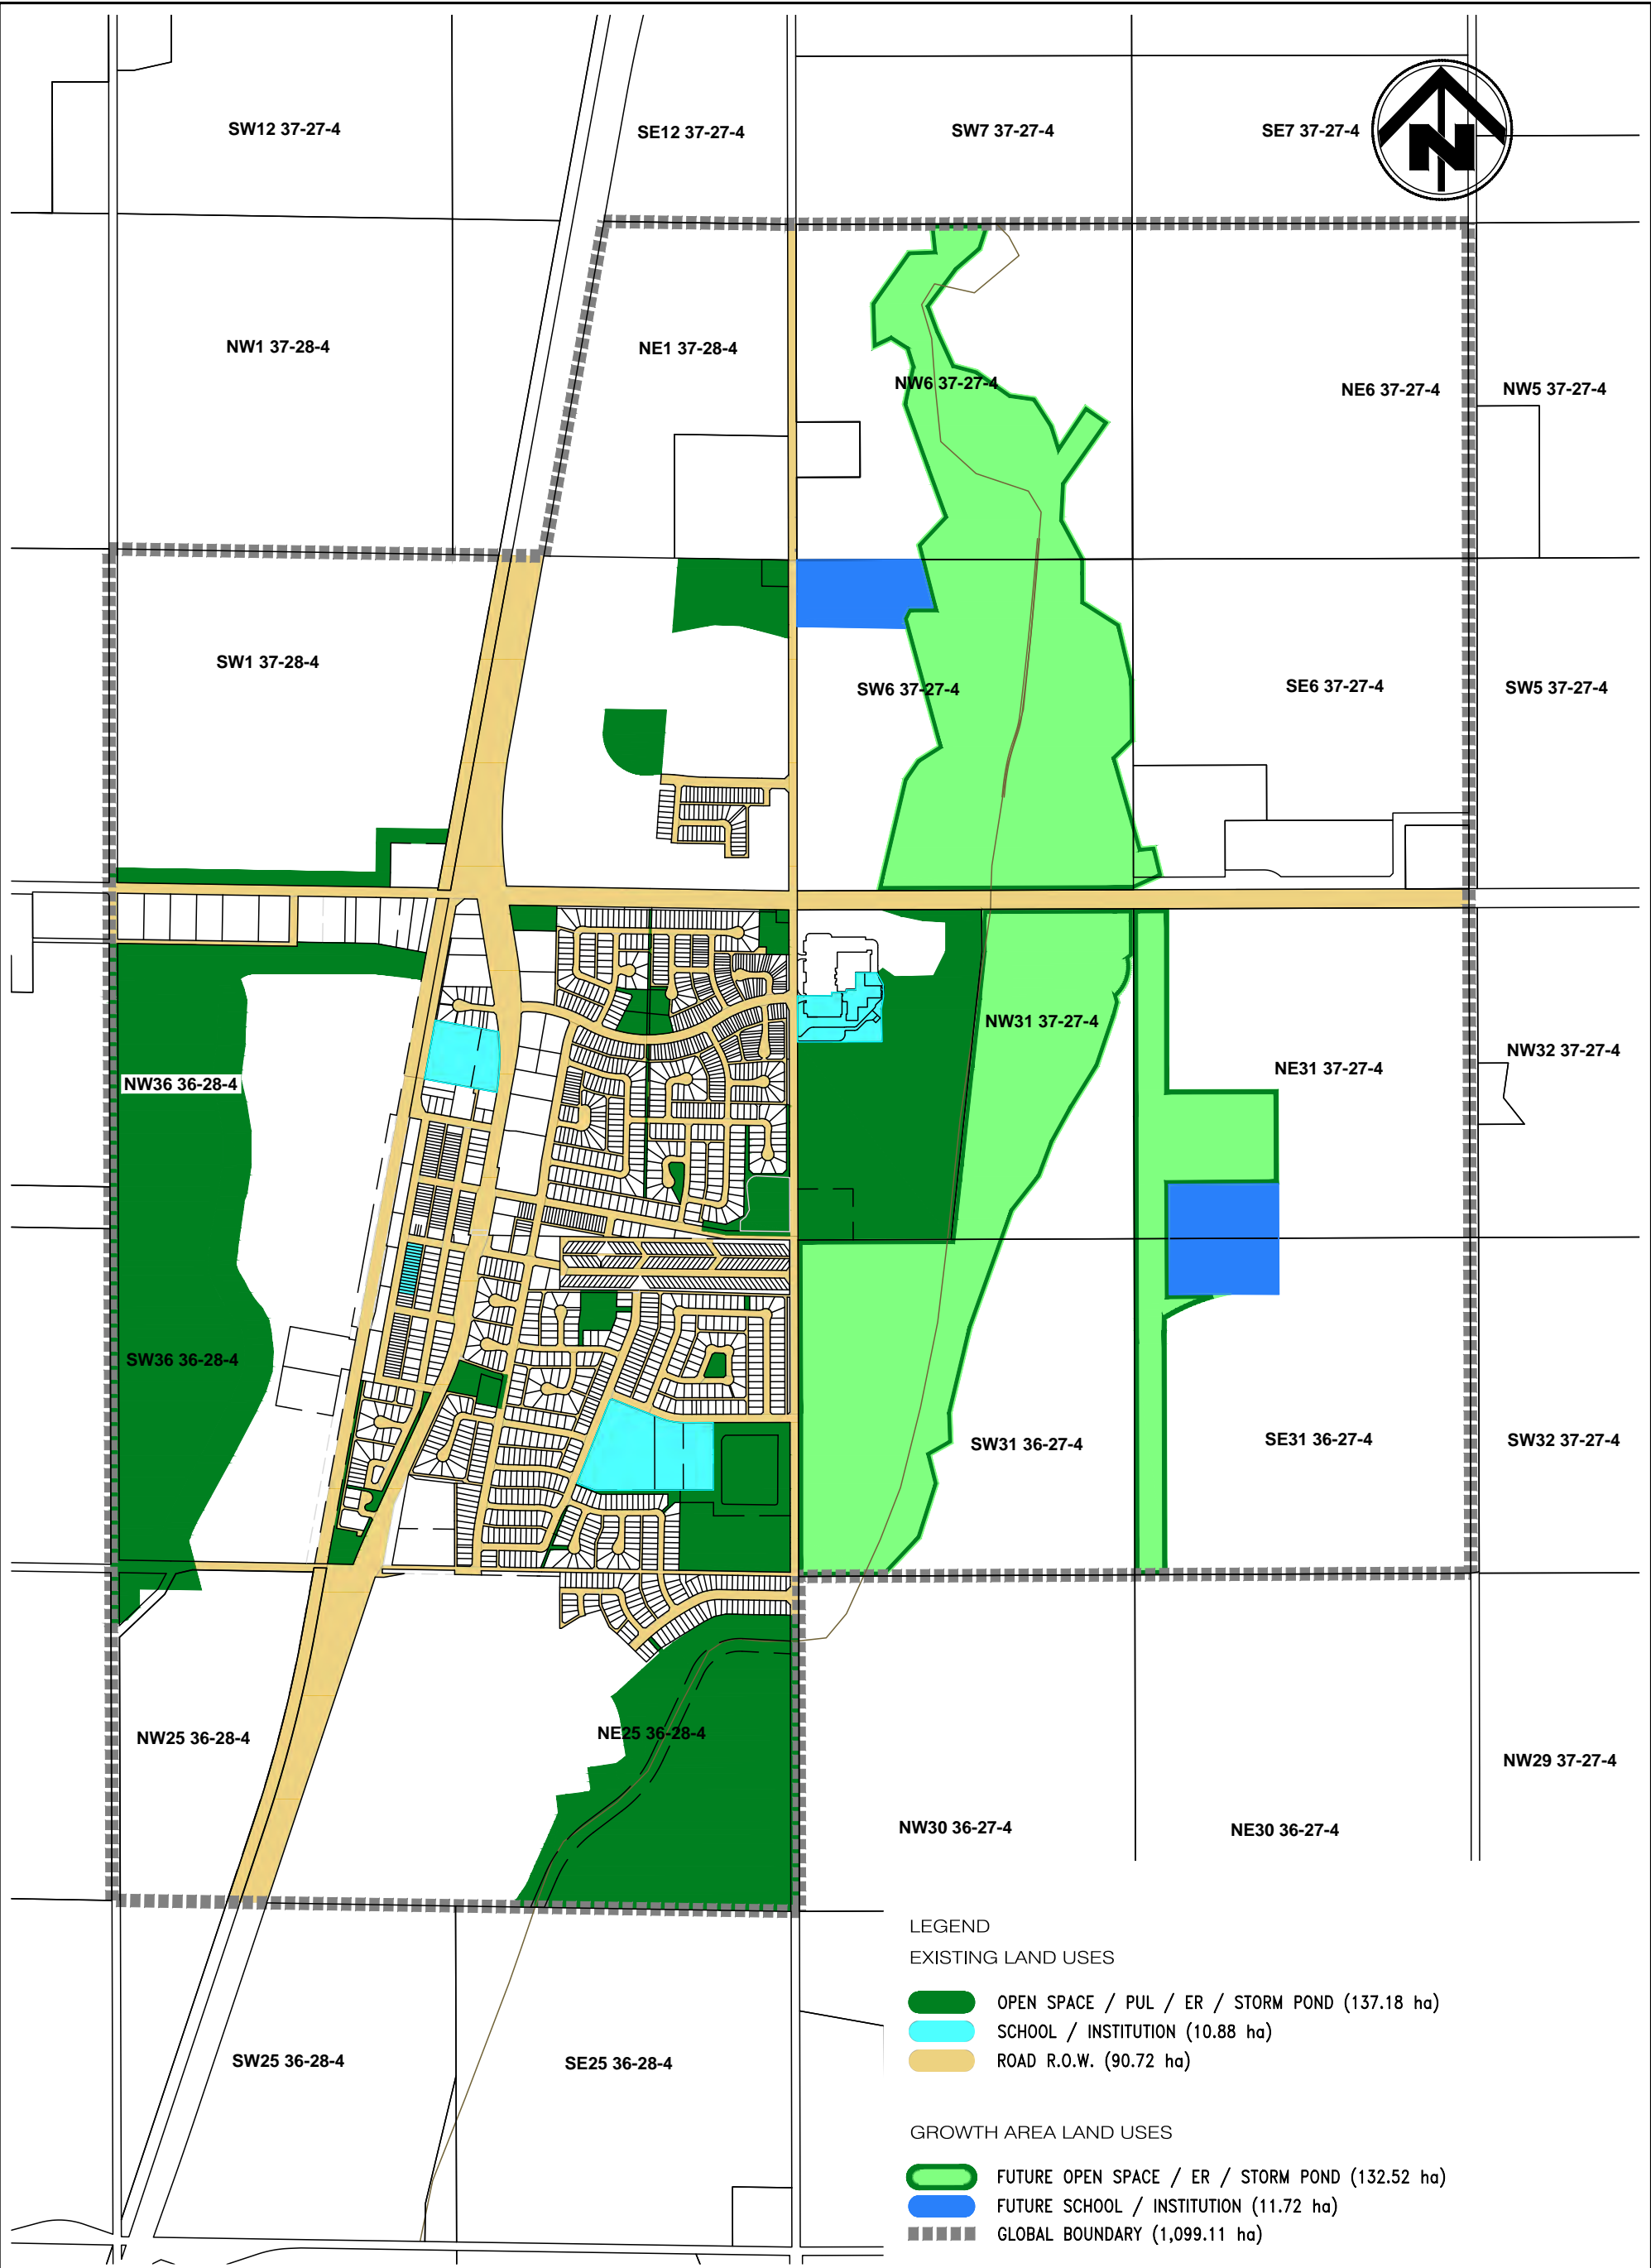 SW12 37-27-4
SE12 37-27-4
SW7 37-27-4
SE7 37-27-4
N
NW1 37-28-4
NE1 37-28-4
NW6 37-27-4
NE6 37-27-4
NW5 37-27-4
SW1 37-28-4
SW6 37-27-4
SE6 37-27-4
SW5 37-27-4
NW36 36-28-4
NW31 37-27-4
NE31 37-27-4
NW32 37-27-4
SW36 36-28-4
SW31 36-27-4
SE31 36-27-4
SW32 37-27-4
NW25 36-28-4
NE25 36-28-4
NW30 36-27-4
NE30 36-27-4
NW29 37-27-4
SW25 36-28-4
SE25 36-28-4
LEGEND
EXISTING LAND USES
OPEN SPACE / PUL / ER / STORM POND (137.18 ha)
SCHOOL / INSTITUTION (10.88 ha)
ROAD R.O.W. (90.72 ha)
GROWTH AREA LAND USES
FUTURE OPEN SPACE / ER / STORM POND (132.52 ha)
FUTURE SCHOOL / INSTITUTION (11.72 ha)
GLOBAL BOUNDARY (1,099.11 ha)